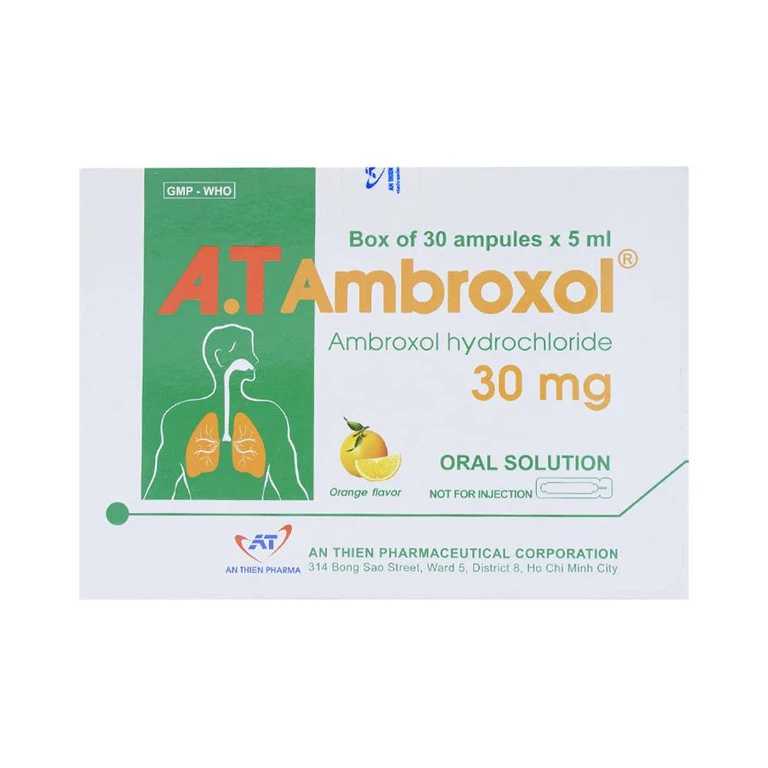 GMP - WHO
AN THIEN
Box of 30 ampules x 5 ml
A.T Ambroxol®
Ambroxol hydrochloride
30 mg
Orange flavor
ORAL SOLUTION
NOT FOR INJECTION
AT
AN THIEN PHARMA
AN THIEN PHARMACEUTICAL CORPORATION
314 Bong Sao Street, Ward 5, District 8, Ho Chi Minh City